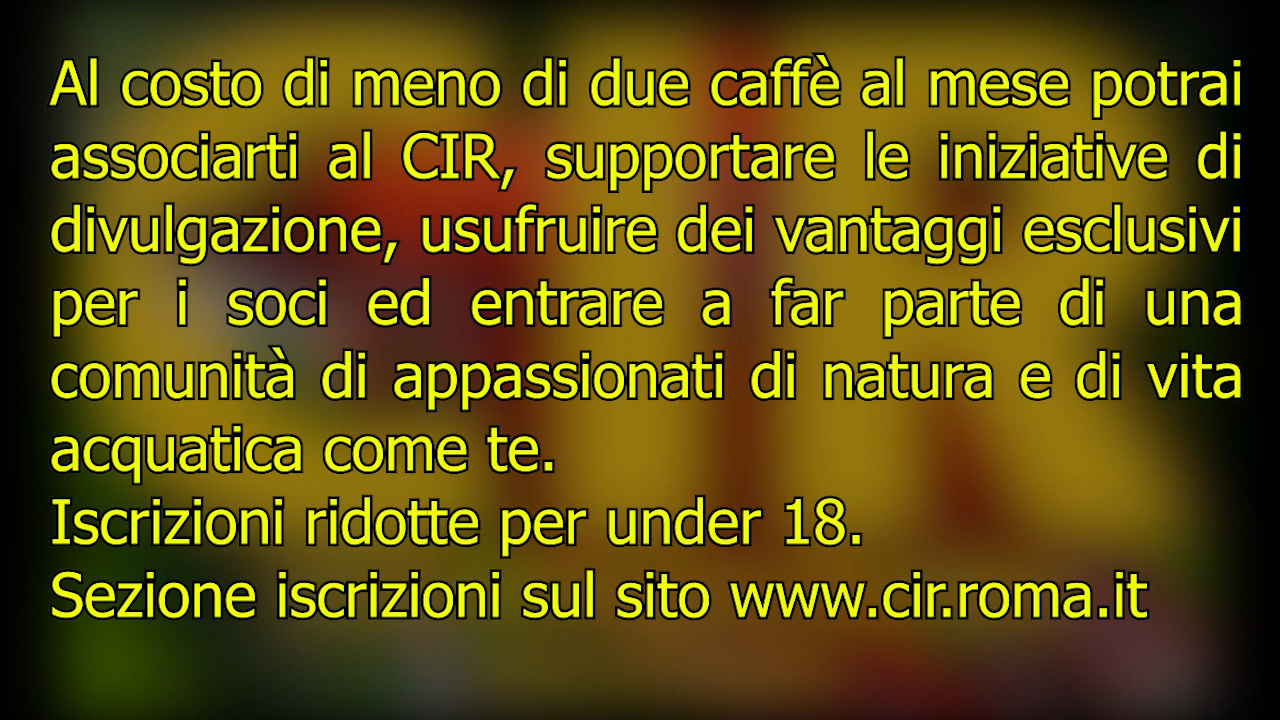 Al costo di meno di due caffè al mese potrai
associarti al CIR, supportare le iniziative di
divulgazione, usufruire dei vantaggi esclusivi
per i soci ed entrare a far parte di una
comunità di appassionati di natura e di vita
acquatica come te.
Iscrizioni ridotte per under 18.
Sezione iscrizioni sul sito www.cir.roma.it